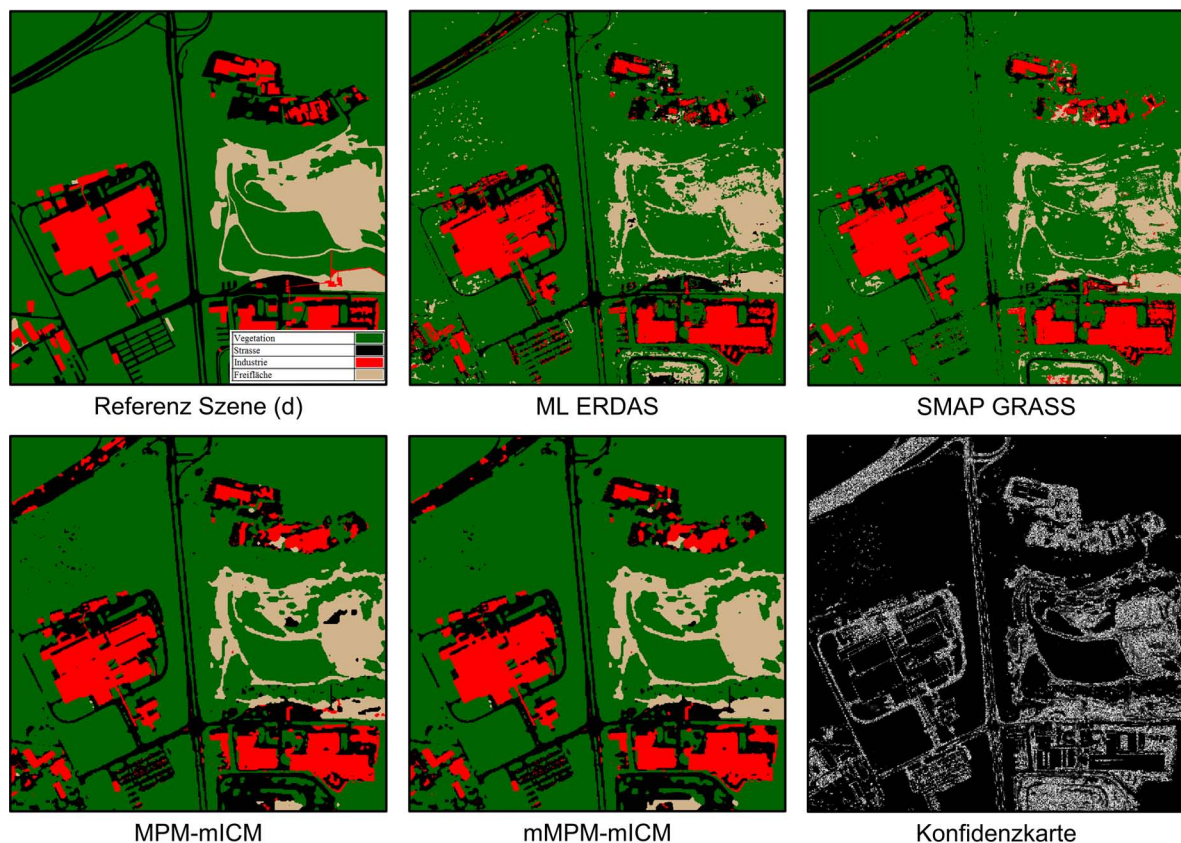 Vegetation
Strasse
Industrie
Freifläche
Referenz Szene (d)
ML ERDAS
SMAP GRASS
MPM-mICM
mMPM-mICM
Konfidenzkarte